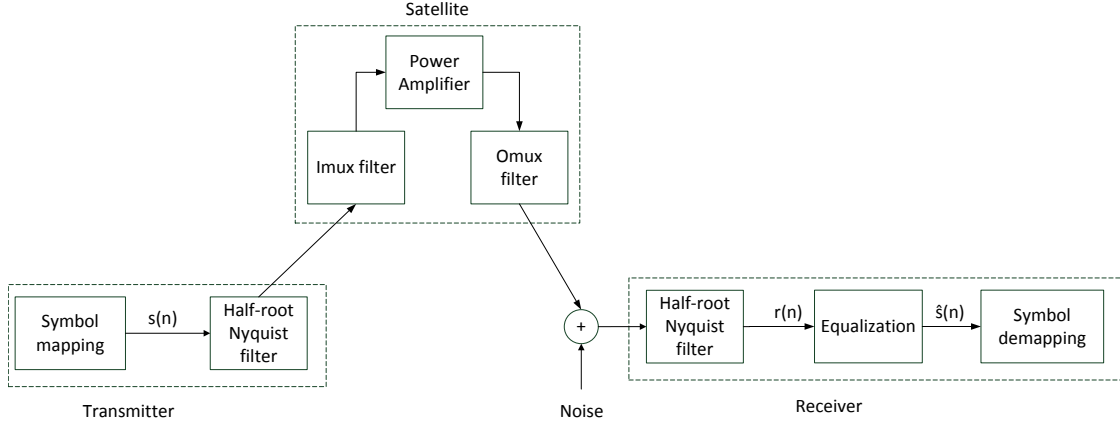 Satellite
Power
Amplifier
Imux filter
Omux
filter
Symbol
mapping
s(n)
Half-root
Nyquist
filter
Transmitter
+
Noise
Half-root
Nyquist
filter
r(n)
Equalization
ŝ(n)
Symbol
demapping
Receiver